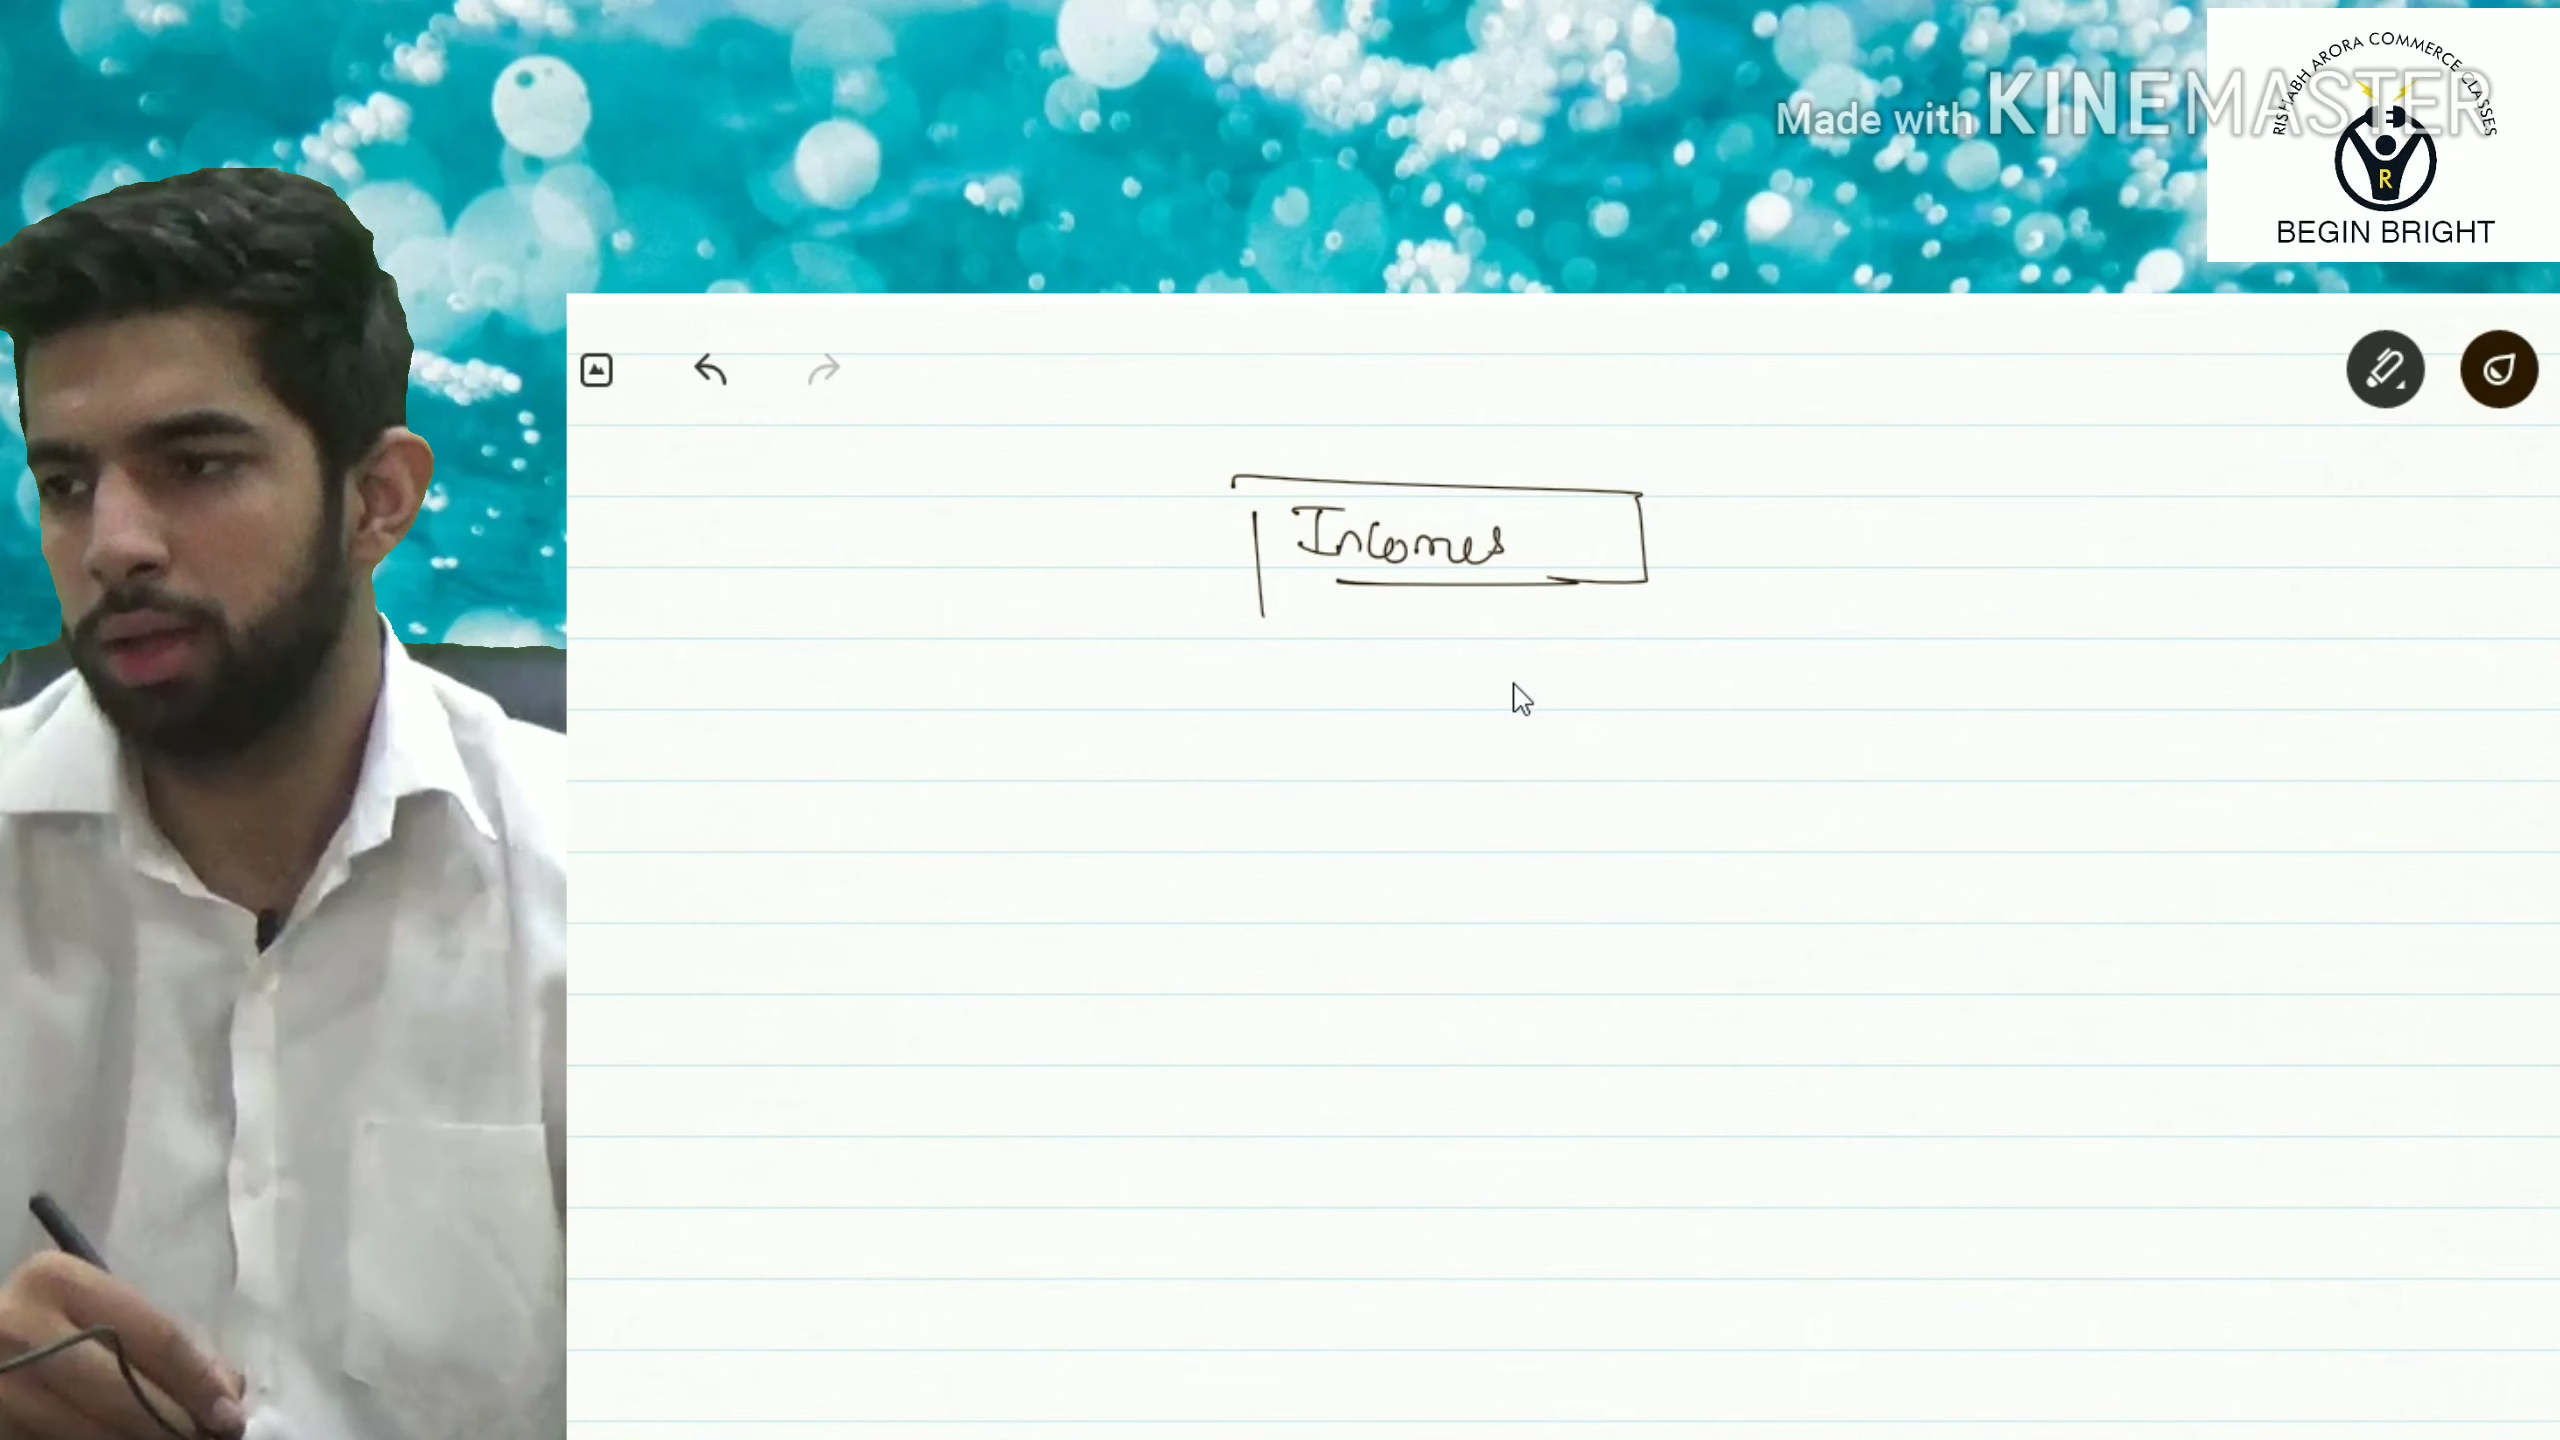 RISHABH ARORA COMMERCE CLASSES
Made with KINEMASTER
R
BEGIN BRIGHT
Incomes